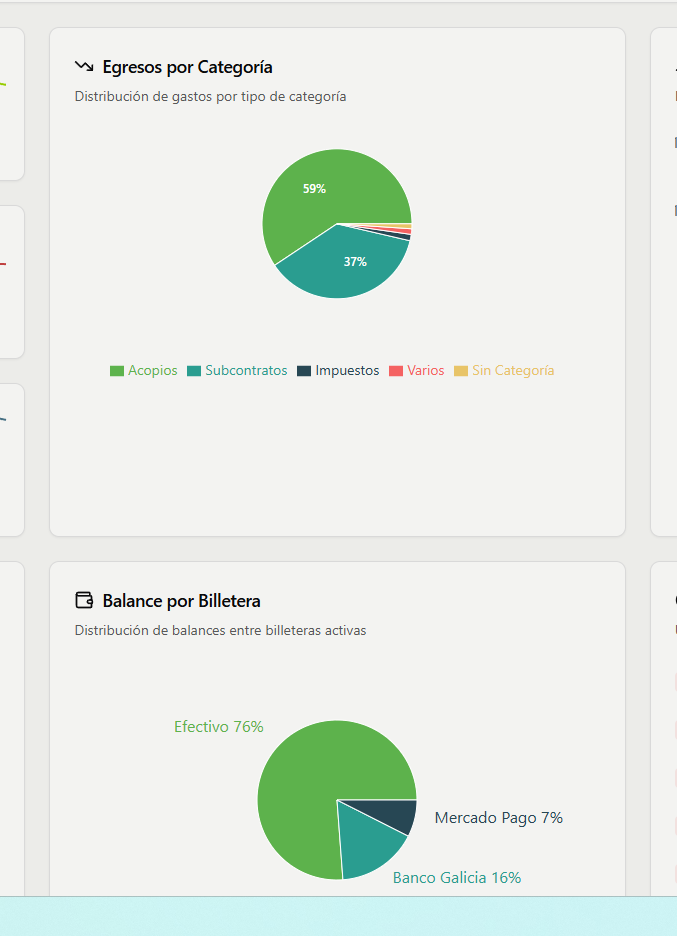 Egresos por Categoría
Distribución de gastos por tipo de categoría
59%
37%
Acopios Subcontratos Impuestos Varios Sin Categoría
Balance por Billetera
Distribución de balances entre billeteras activas
Efectivo 76%
Mercado Pago 7%
Banco Galicia 16%